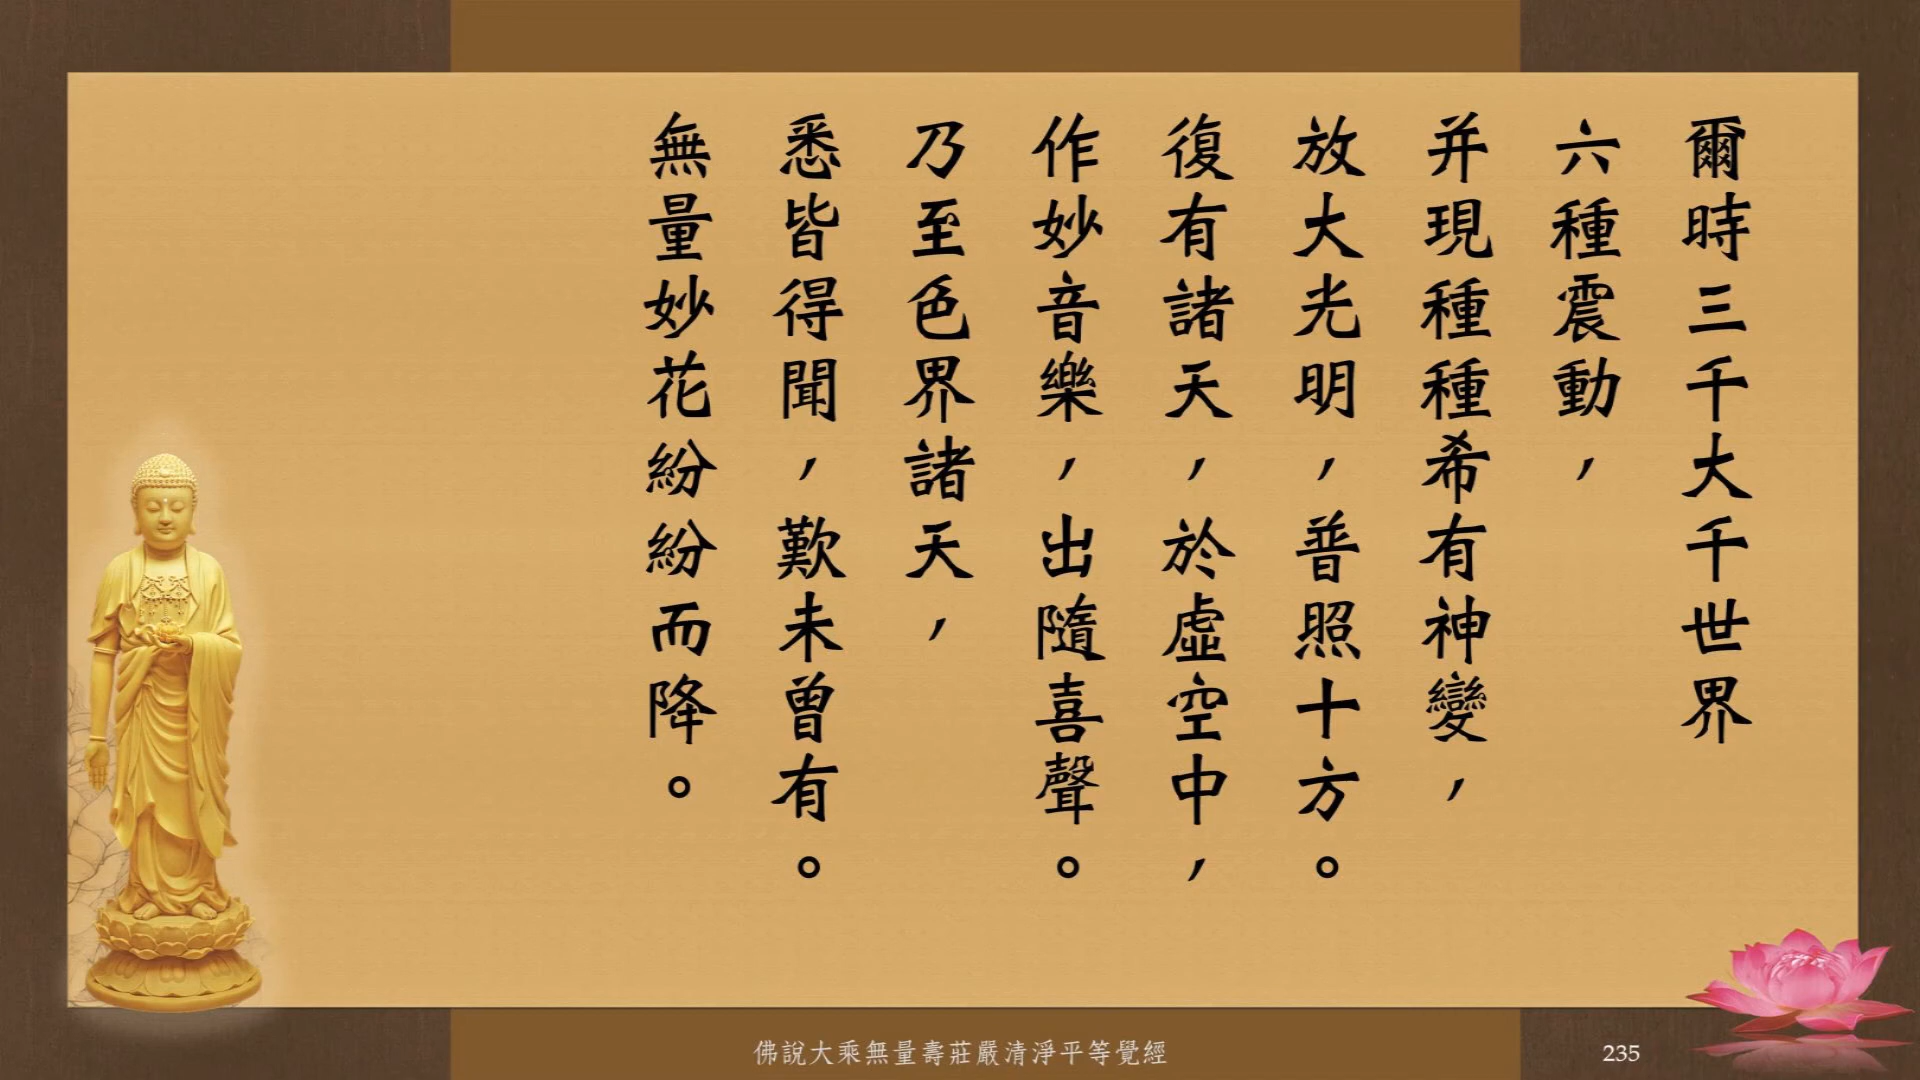 爾時三千大千世界
六種震動，
并現種種希有神變，
放大光明，普照十方。
復有諸天，於虛空中，
作妙音樂，出隨喜聲。
乃至色界諸天，
悉皆得聞，歎未曾有。
無量妙花紛紛而降。
佛說大乘無量壽莊嚴清淨平等覺經
235